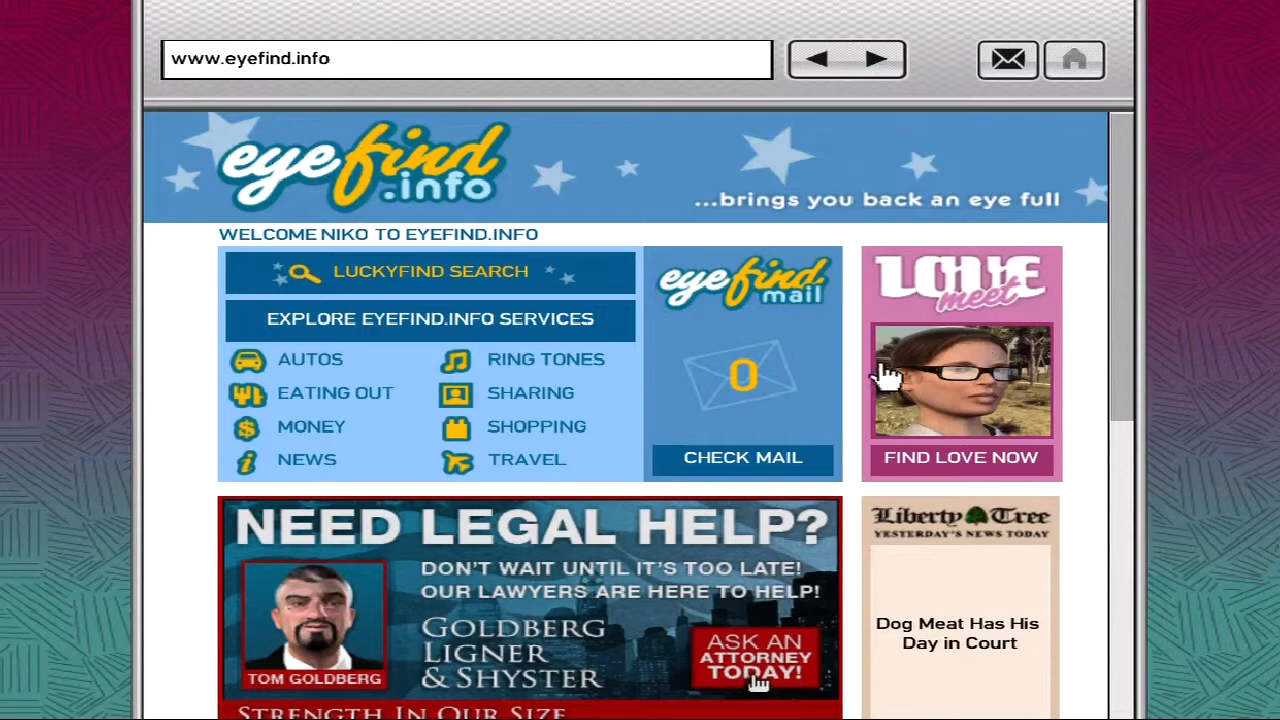 www.eyefind.info
eyefind
.info
...brings you back an eye full
WELCOME NIKO TO EYEFIND.INFO
LUCKYFIND SEARCH
EXPLORE EYEFIND.INFO SERVICES
AUTOS
RING TONES
EATING OUT
SHARING
MONEY
SHOPPING
NEWS
TRAVEL
eyefind
mail
0
CHECK MAIL
LOVE
meet
FIND LOVE NOW
NEED LEGAL HELP?
DON'T WAIT UNTIL IT'S TOO LATE!
OUR LAWYERS ARE HERE TO HELP!
GOLDBERG
LIGNER
& SHYSTER
TOM GOLDBERG
ASK AN
ATTORNEY
TODAY!
STRENGTH IN OUR SIZE
Liberty Tree
YESTERDAY'S NEWS TODAY
Dog Meat Has His
Day in Court